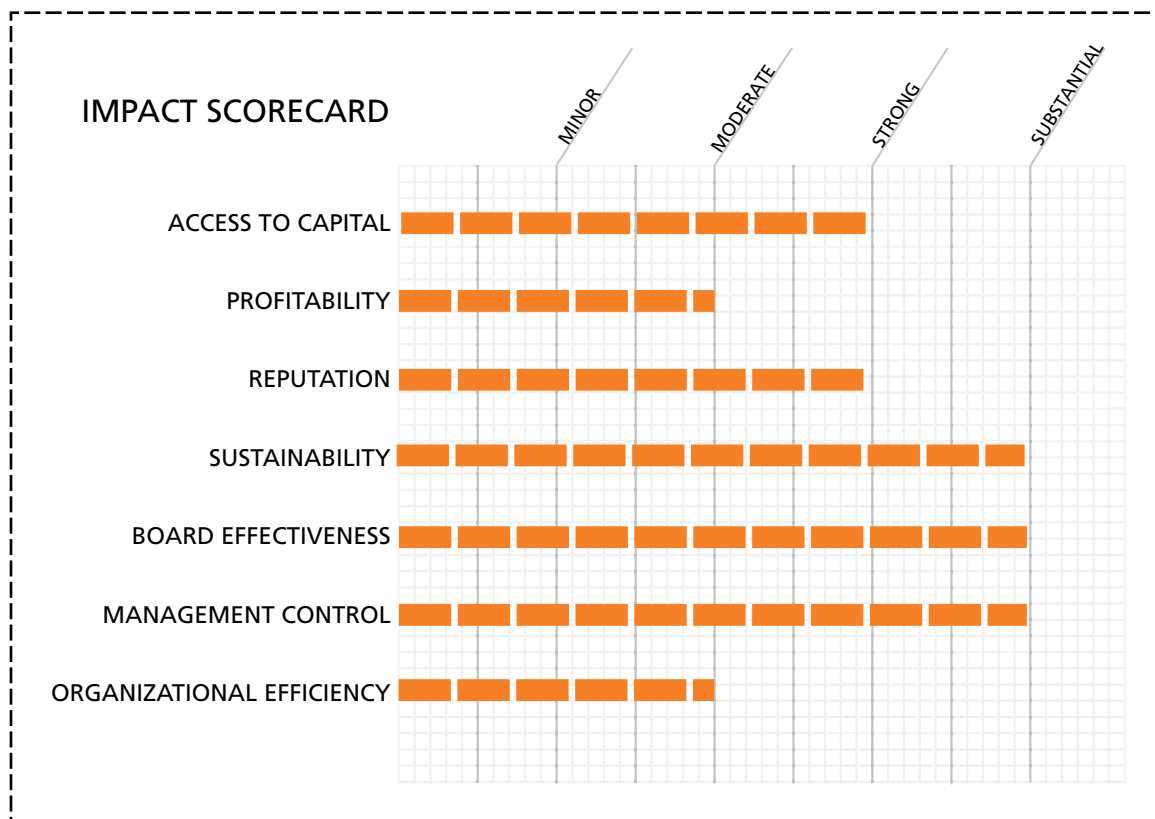 IMPACT SCORECARD
MINOR
MODERATE
STRONG
SUBSTANTIAL
ACCESS TO CAPITAL
PROFITABILITY
REPUTATION
SUSTAINABILITY
BOARD EFFECTIVENESS
MANAGEMENT CONTROL
ORGANIZATIONAL EFFICIENCY